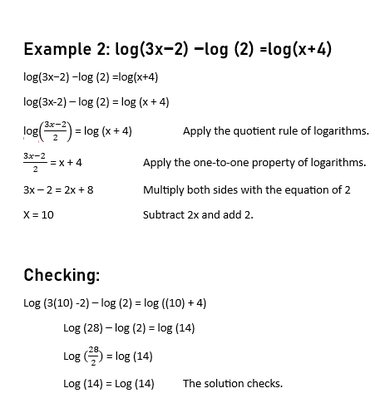 Example 2: log(3x−2) −log (2) =log(x+4)
log(3x−2) −log (2) =log(x+4)
log(3x-2) – log (2) = log (x + 4)
log(\frac{3x−2}{2}) = log (x + 4) Apply the quotient rule of logarithms.
\frac{3x−2}{2} = x + 4 Apply the one-to-one property of logarithms.
3x – 2 = 2x + 8 Multiply both sides with the equation of 2
X = 10 Subtract 2x and add 2.
Checking:
Log (3(10) -2) – log (2) = log ((10) + 4)
Log (28) – log (2) = log (14)
Log (\frac{28}{2}) = log (14)
Log (14) = Log (14) The solution checks.